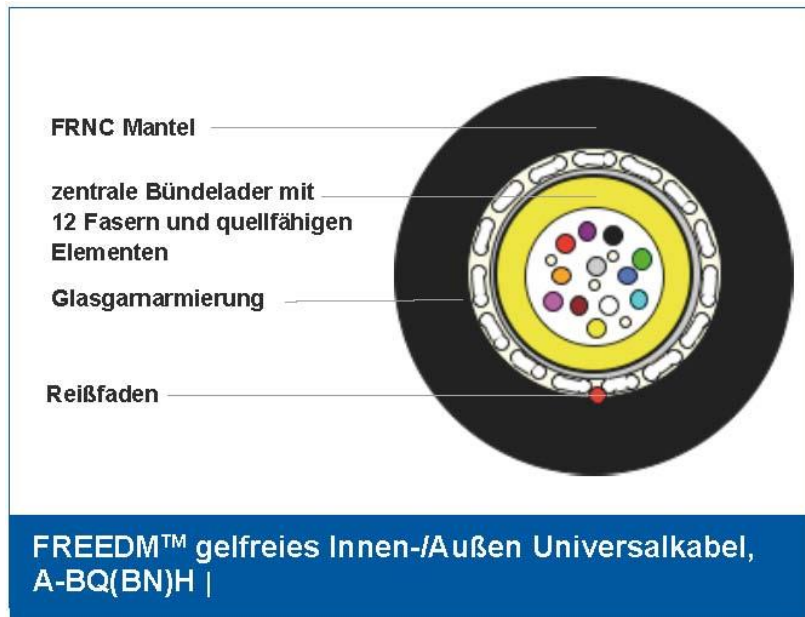 FRNC Mantel
zentrale Bündelader mit
12 Fasern und quellfähigen
Elementen
Glasgarnarmierung
Reißfaden
FREEDM™ gelfreies Innen-/Außen Universalkabel,
A-BQ(BN)H |